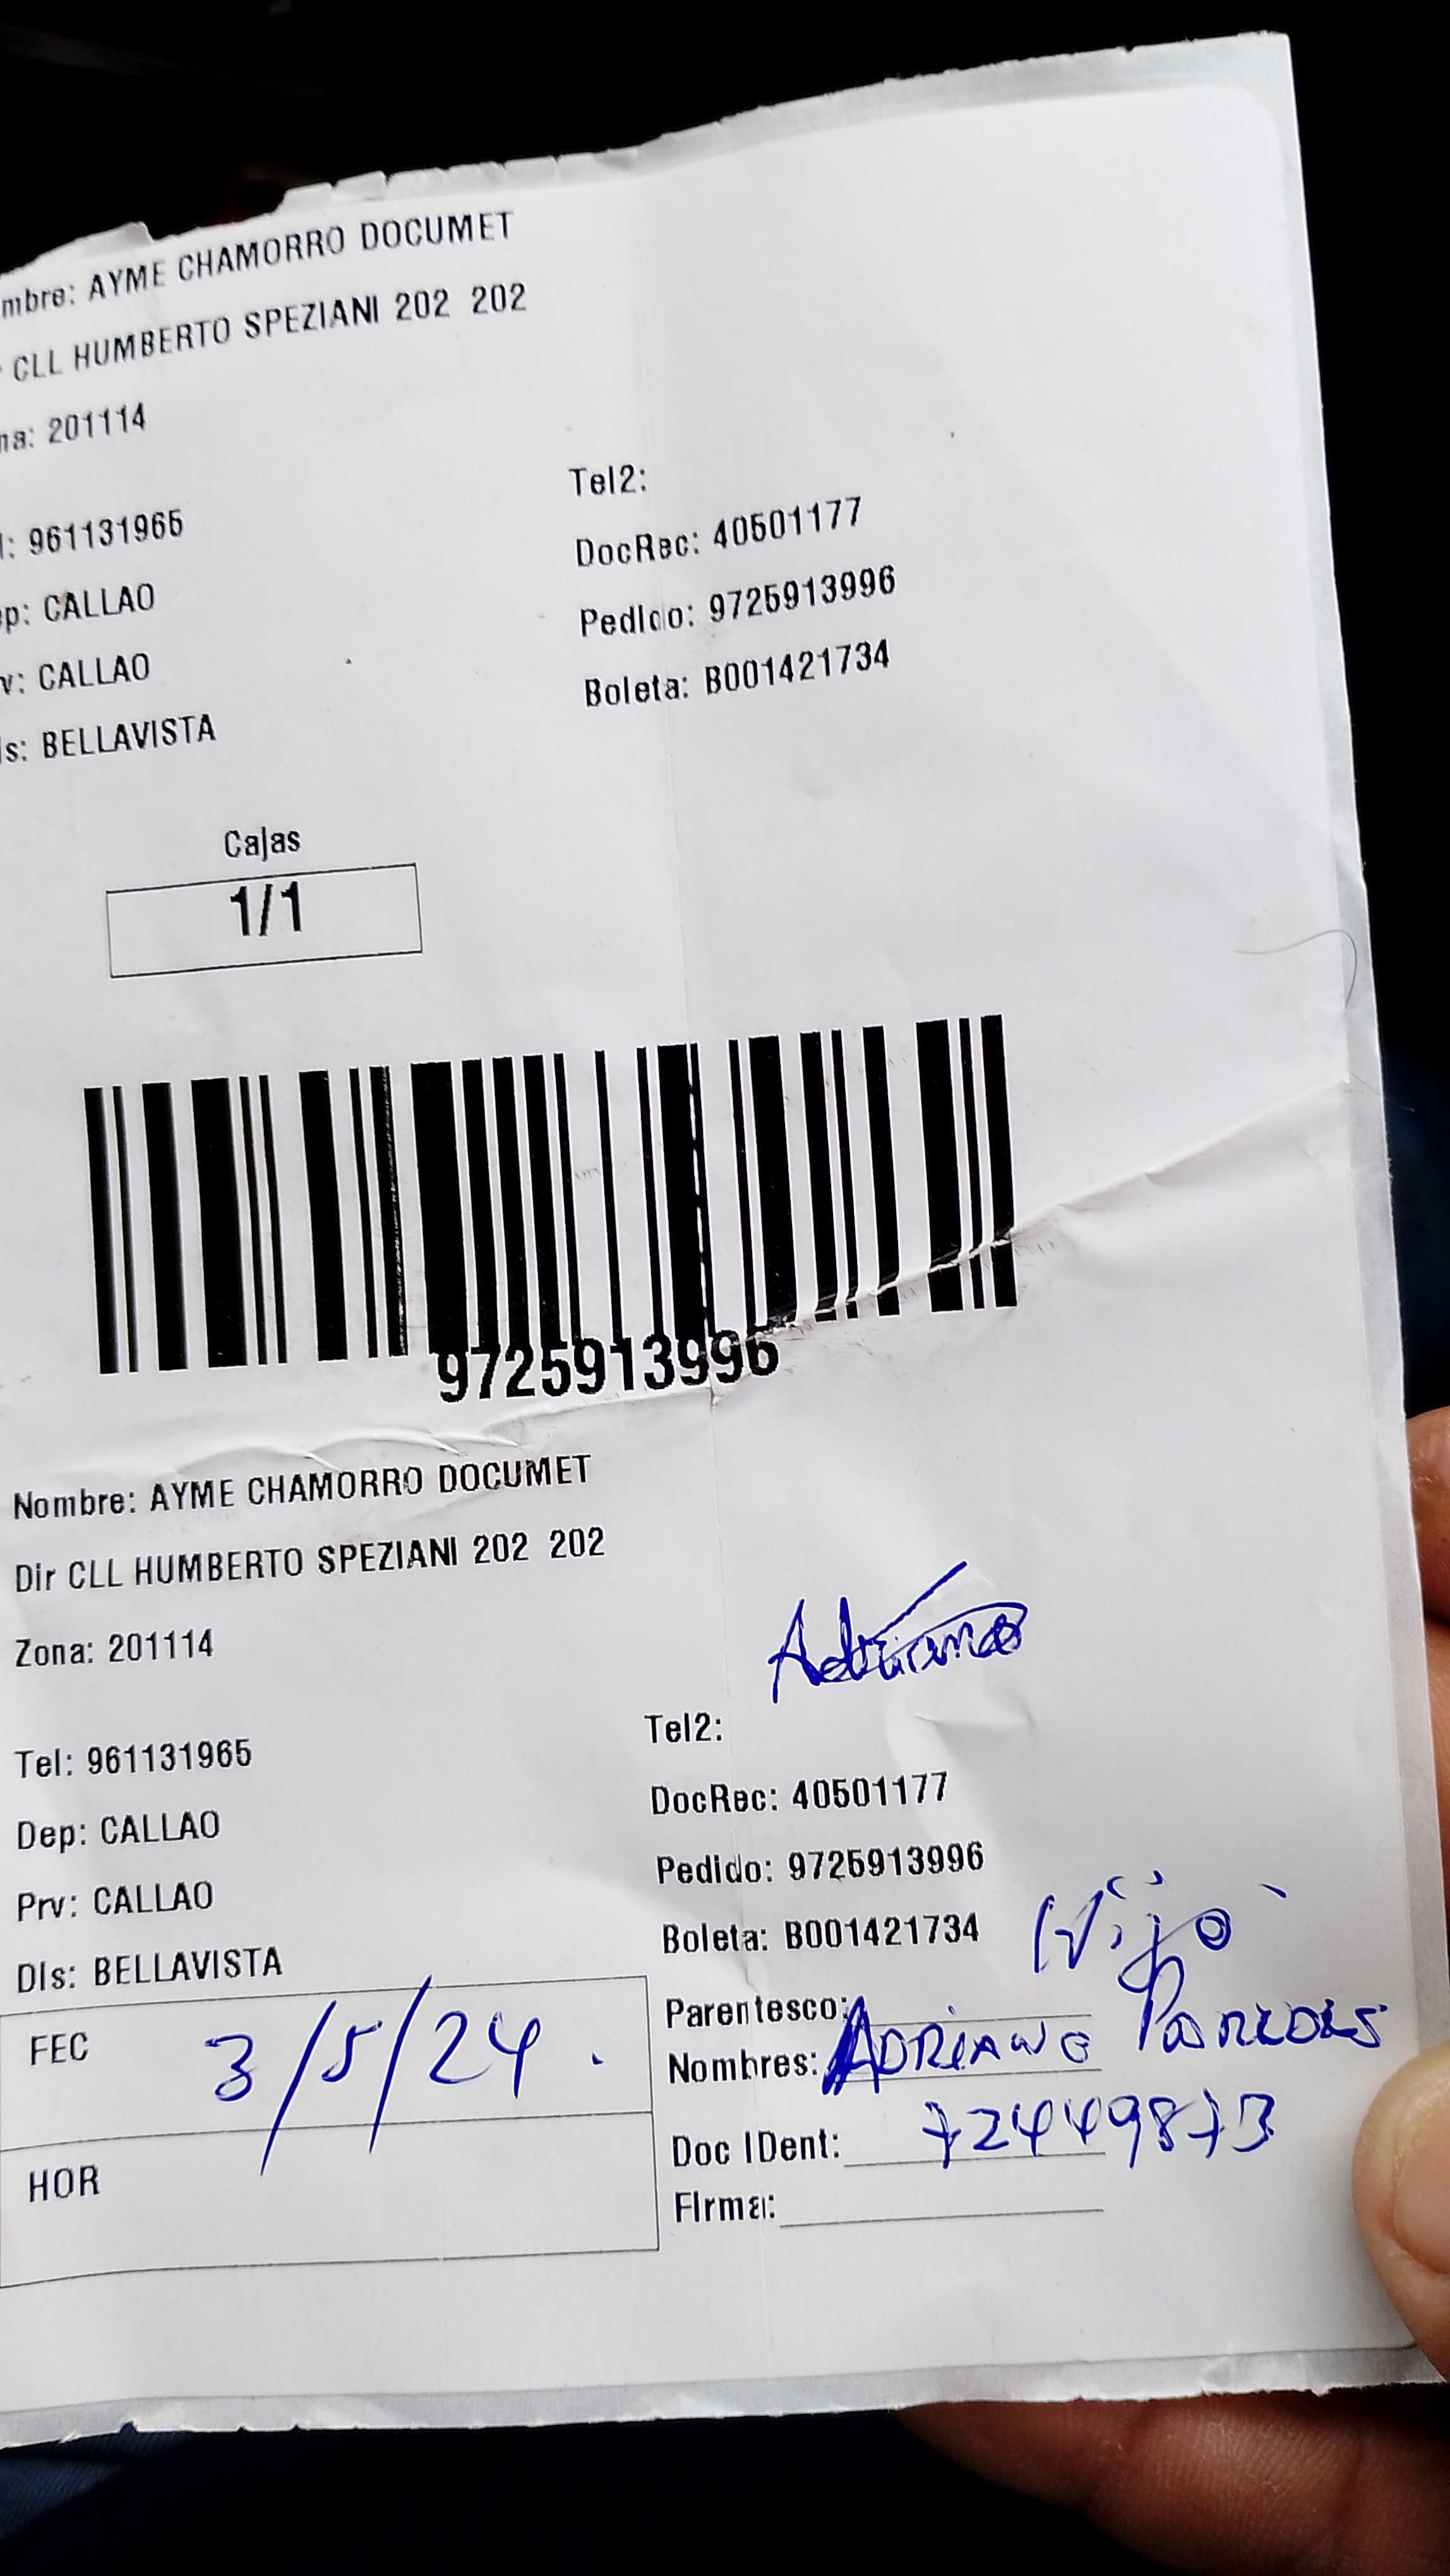 mbre: AYME CHAMORRO DOCUMET
CLL HUMBERTO SPEZIANI 202 202
na: 201114
Tel2:
l: 961131965
DocRec: 40501177
p: CALLAO
Pedido: 9725913996
v: CALLAO
Boleta: B001421734
ls: BELLAVISTA
Cajas
1/1
9725913996
Nombre: AYME CHAMORRO DOCUMET
Dir CLL HUMBERTO SPEZIANI 202 202
Zona: 201114
Adriano
Tel2:
Tel: 961131965
DocRec: 40501177
Dep: CALLAO
Pedido: 9725913996
Prv: CALLAO
Boleta: B001421734
Dis: BELLAVISTA
Hijo
Parentesco:
FEC 3/5/24.
Nombres: ADRIANO PAREDES
Doc IDent: 72449873
HOR
Firma: